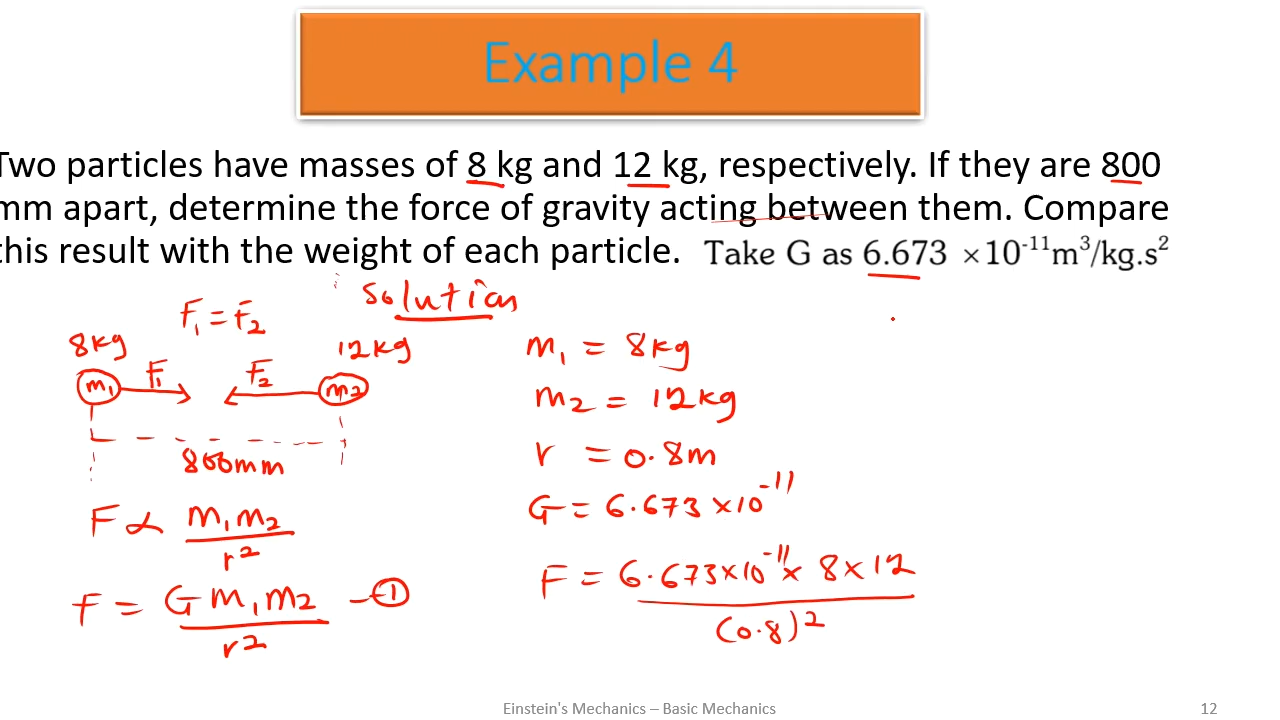 Example 4
Two particles have masses of 8 kg and 12 kg, respectively. If they are 800
mm apart, determine the force of gravity acting between them. Compare
this result with the weight of each particle. Take G as 6.673 ×10⁻¹¹m³/kg.s²
Solution
F₁ = F₂
8kg
12kg
F₁
F₂
m₁
m₂
800mm
F ∝ m₁m₂
r²
F = G m₁m₂ —①
r²
m₁ = 8kg
m₂ = 12kg
r = 0.8m
G = 6.673 ×10⁻¹¹
F = 6.673×10⁻¹¹ × 8 × 12
(0.8)²
Einstein's Mechanics – Basic Mechanics
12